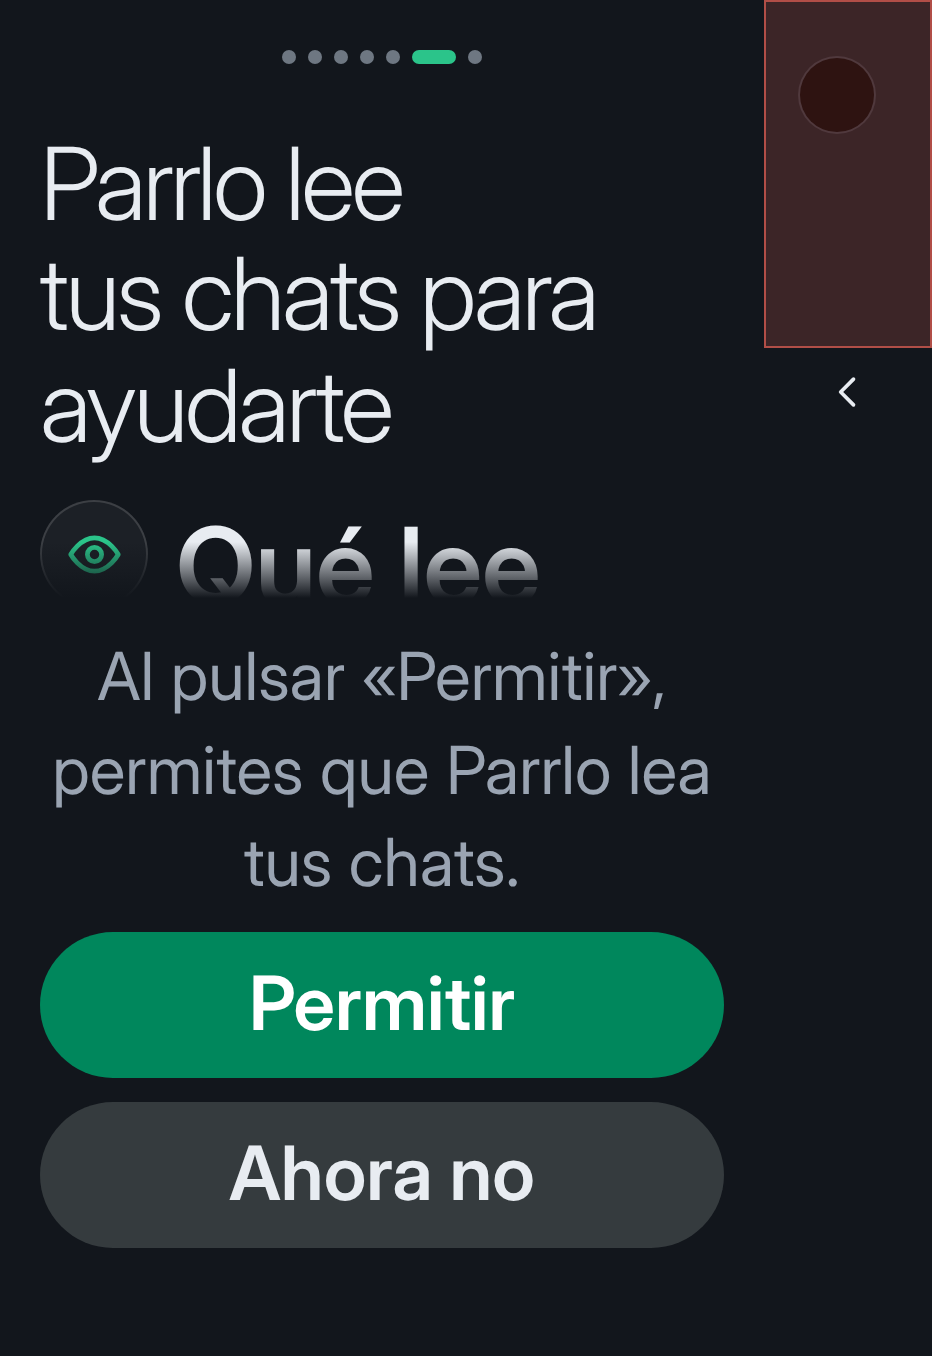 Parrlo lee
tus chats para
ayudarte
Qué lee
Al pulsar «Permitir»,
permites que Parrlo lea
tus chats.
Permitir
Ahora no